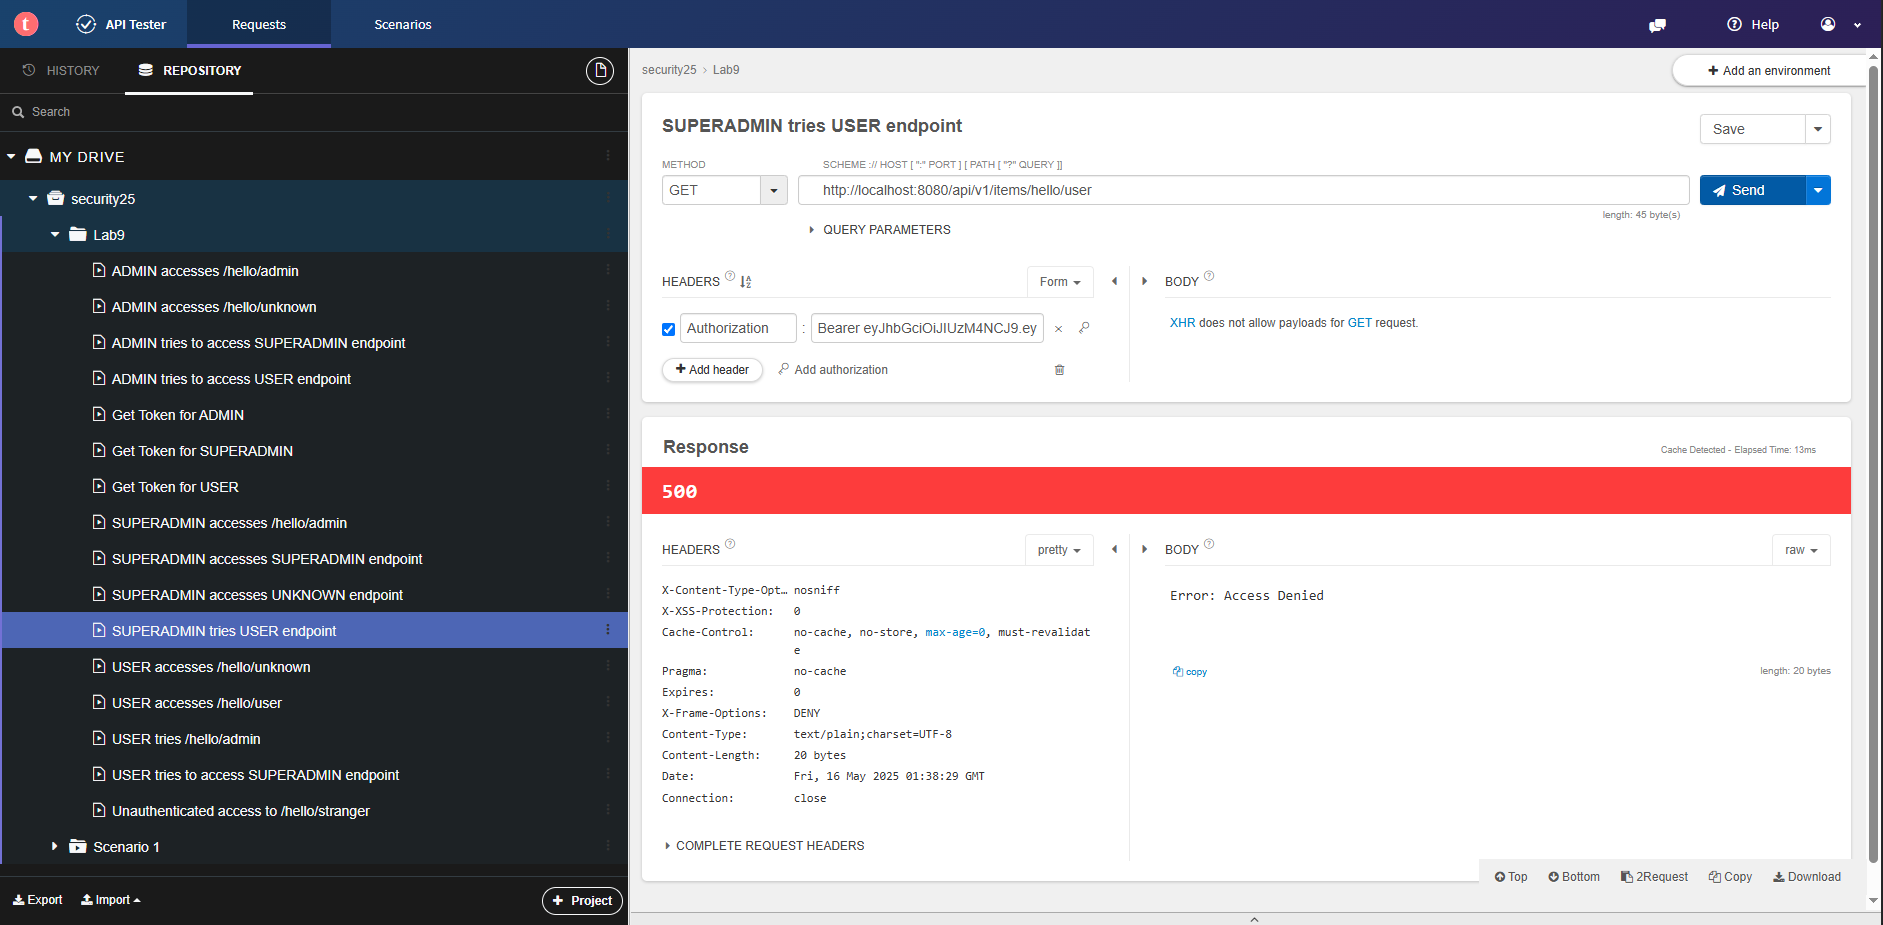 t API Tester Requests Scenarios Help
HISTORY REPOSITORY
Search
MY DRIVE
security25
Lab9
ADMIN accesses /hello/admin
ADMIN accesses /hello/unknown
ADMIN tries to access SUPERADMIN endpoint
ADMIN tries to access USER endpoint
Get Token for ADMIN
Get Token for SUPERADMIN
Get Token for USER
SUPERADMIN accesses /hello/admin
SUPERADMIN accesses SUPERADMIN endpoint
SUPERADMIN accesses UNKNOWN endpoint
SUPERADMIN tries USER endpoint
USER accesses /hello/unknown
USER accesses /hello/user
USER tries /hello/admin
USER tries to access SUPERADMIN endpoint
Unauthenticated access to /hello/stranger
Scenario 1
Export Import + Project
security25 › Lab9
+ Add an environment
SUPERADMIN tries USER endpoint
Save
METHOD SCHEME :// HOST [ ":" PORT ] [ PATH [ "?" QUERY ]]
GET http://localhost:8080/api/v1/items/hello/user Send
length: 45 byte(s)
QUERY PARAMETERS
HEADERS ? Form
Authorization : Bearer eyJhbGciOiJIUzM4NCJ9.ey ×
+ Add header Add authorization
BODY ?
XHR does not allow payloads for GET request.
Response
Cache Detected - Elapsed Time: 13ms
500
HEADERS ? pretty
X-Content-Type-Opt… nosniff
X-XSS-Protection: 0
Cache-Control: no-cache, no-store, max-age=0, must-revalidat
e
Pragma: no-cache
Expires: 0
X-Frame-Options: DENY
Content-Type: text/plain;charset=UTF-8
Content-Length: 20 bytes
Date: Fri, 16 May 2025 01:38:29 GMT
Connection: close
COMPLETE REQUEST HEADERS
BODY ? raw
Error: Access Denied
copy length: 20 bytes
Top Bottom 2Request Copy Download